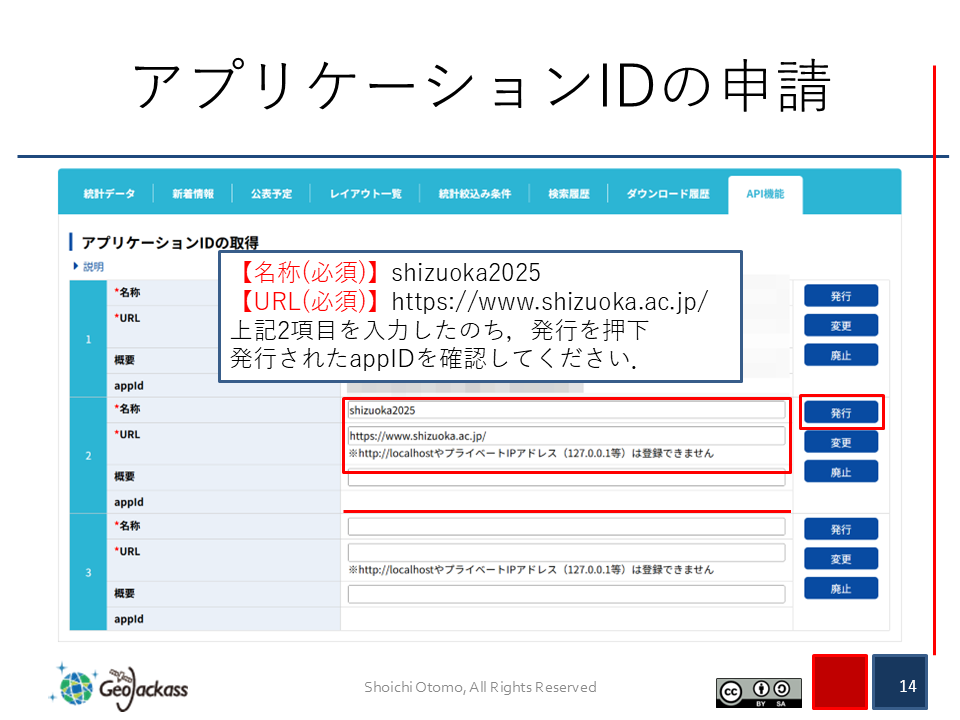 アプリケーションIDの申請
統計データ 新着情報 公表予定 レイアウト一覧 統計絞込み条件 検索履歴 ダウンロード履歴 API機能
アプリケーションIDの取得
説明
【名称(必須)】shizuoka2025
【URL(必須)】https://www.shizuoka.ac.jp/
上記2項目を入力したのち，発行を押下
発行されたappIDを確認してください．
1
*名称
*URL
概要
appId
発行
変更
廃止
2
*名称 shizuoka2025
*URL https://www.shizuoka.ac.jp/
※http://localhostやプライベートIPアドレス（127.0.0.1等）は登録できません
概要
appId
発行
変更
廃止
3
*名称
*URL
※http://localhostやプライベートIPアドレス（127.0.0.1等）は登録できません
概要
appId
発行
変更
廃止
GeoJackass
Shoichi Otomo, All Rights Reserved
cc BY SA
14